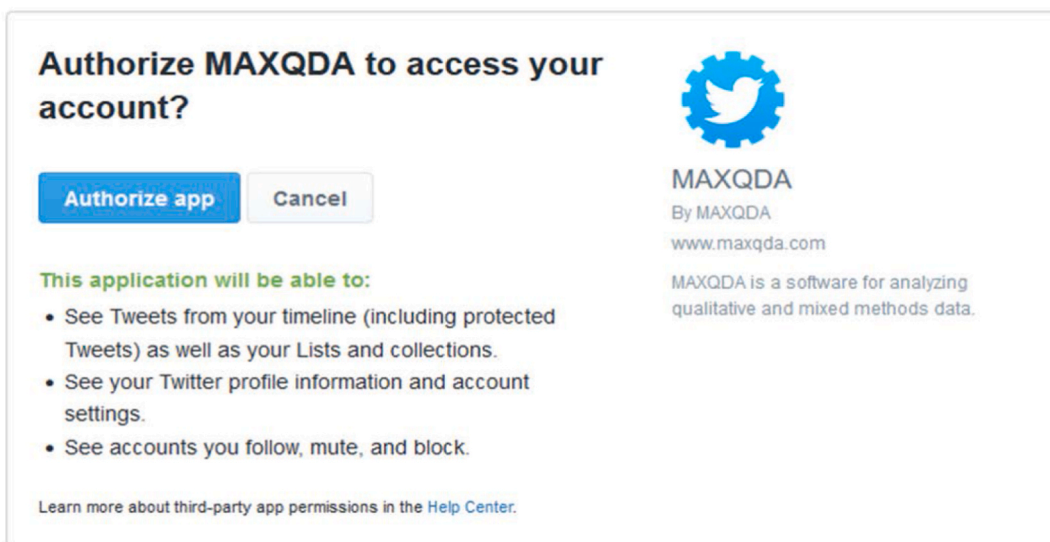 Authorize MAXQDA to access your
account?
Authorize app
Cancel
This application will be able to:
• See Tweets from your timeline (including protected
Tweets) as well as your Lists and collections.
• See your Twitter profile information and account
settings.
• See accounts you follow, mute, and block.
Learn more about third-party app permissions in the Help Center.
MAXQDA
By MAXQDA
www.maxqda.com
MAXQDA is a software for analyzing
qualitative and mixed methods data.